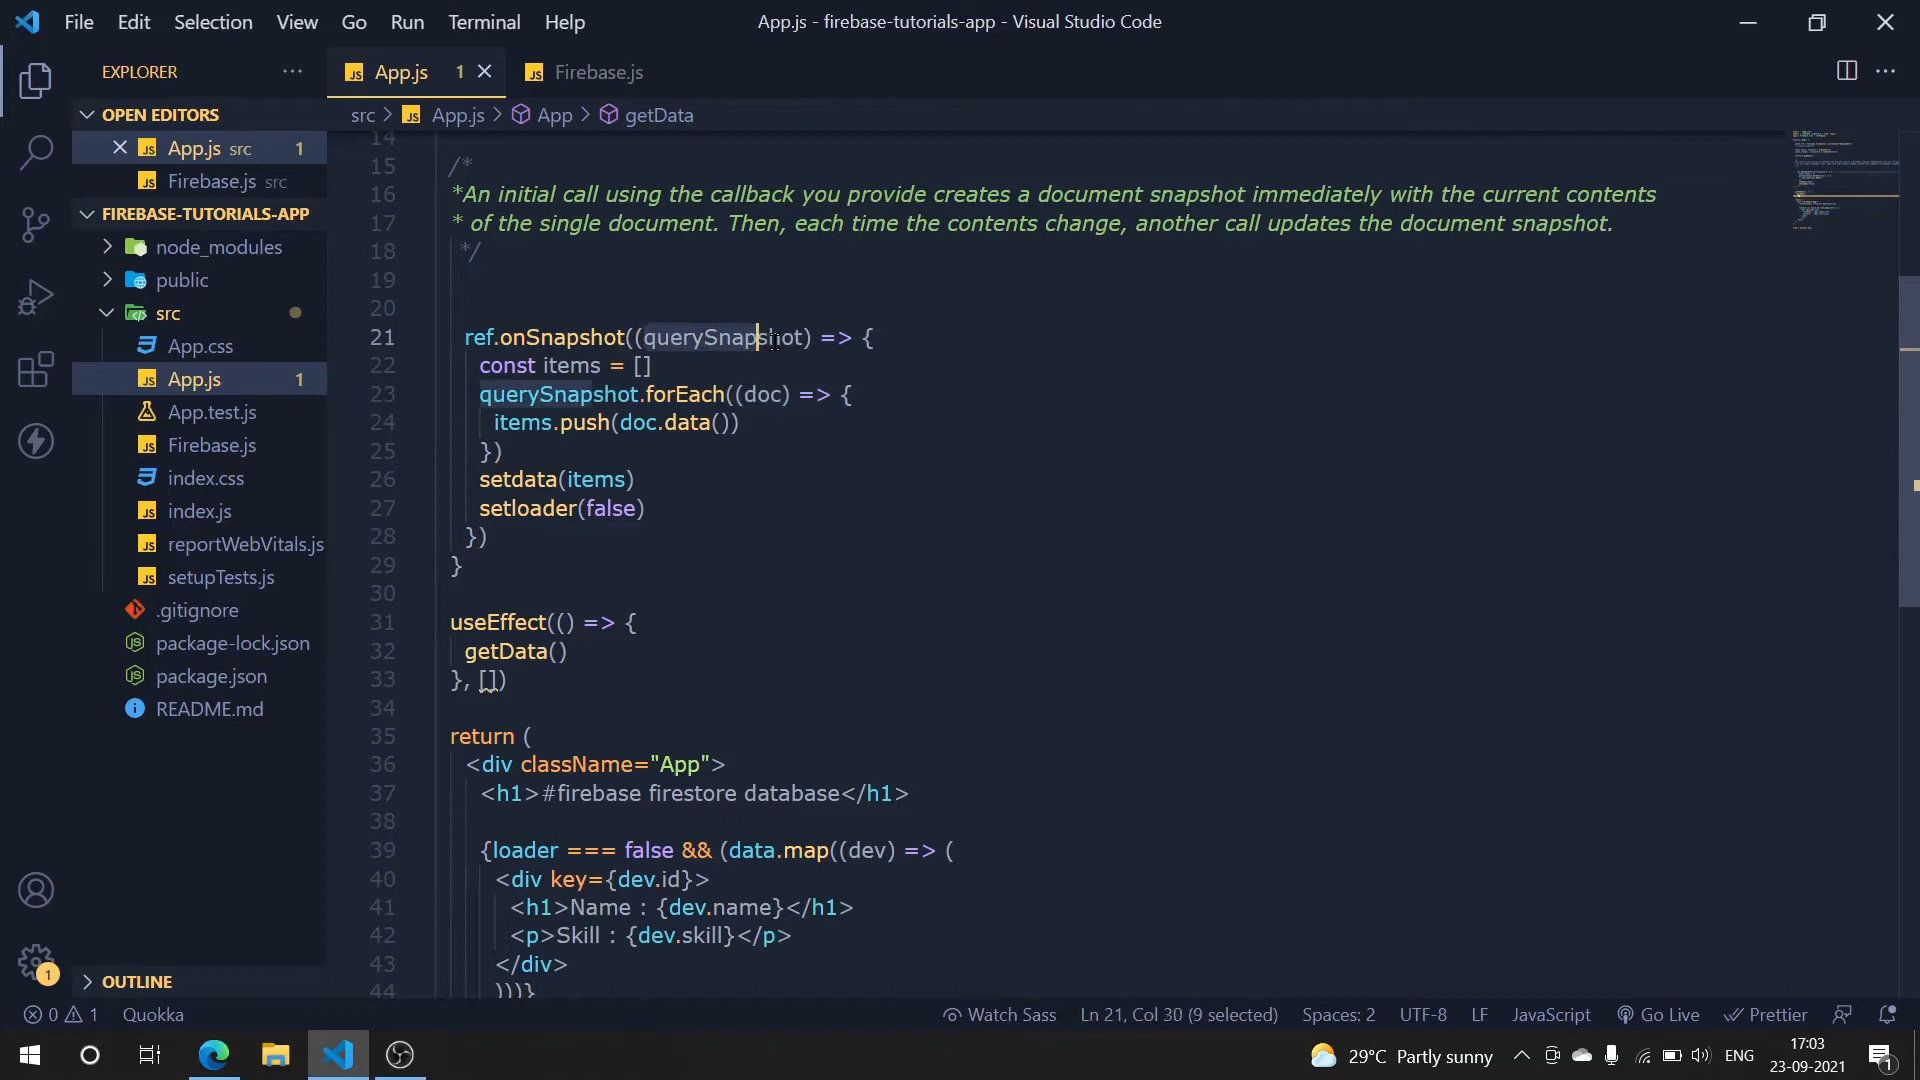 File Edit Selection View Go Run Terminal Help
App.js - firebase-tutorials-app - Visual Studio Code
EXPLORER
App.js 1
Firebase.js
src > App.js > App > getData
OPEN EDITORS
App.js src 1
Firebase.js src
FIREBASE-TUTORIALS-APP
node_modules
public
src
App.css
App.js 1
App.test.js
Firebase.js
index.css
index.js
reportWebVitals.js
setupTests.js
.gitignore
package-lock.json
package.json
README.md
OUTLINE
14
15 /*
16 *An initial call using the callback you provide creates a document snapshot immediately with the current contents
17 * of the single document. Then, each time the contents change, another call updates the document snapshot.
18 */
19
20
21 ref.onSnapshot((querySnapshot) => {
22 const items = []
23 querySnapshot.forEach((doc) => {
24 items.push(doc.data())
25 })
26 setdata(items)
27 setloader(false)
28 })
29 }
30
31 useEffect(() => {
32 getData()
33 }, [])
34
35 return (
36 <div className="App">
37 <h1>#firebase firestore database</h1>
38
39 {loader === false && (data.map((dev) => (
40 <div key={dev.id}>
41 <h1>Name : {dev.name}</h1>
42 <p>Skill : {dev.skill}</p>
43 </div>
44 )))}
1
0 1 Quokka
Watch Sass Ln 21, Col 30 (9 selected) Spaces: 2 UTF-8 LF JavaScript Go Live Prettier
29°C Partly sunny ENG
17:03
23-09-2021
1